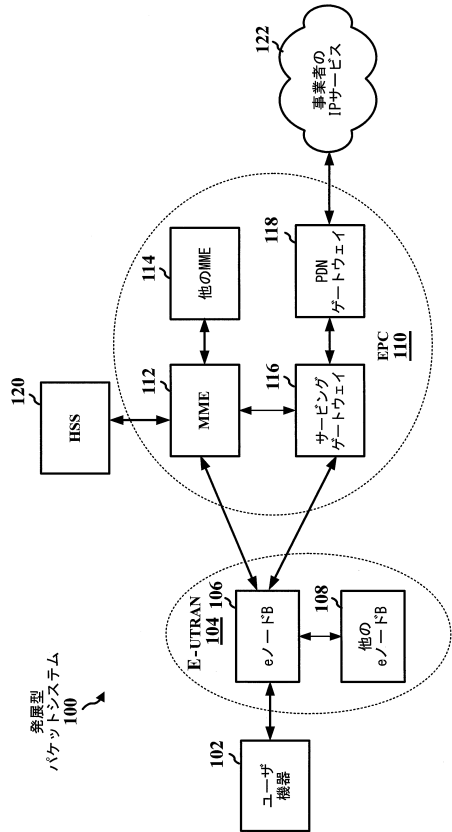 発展型
パケットシステム
100
102
ユーザ
機器
E-UTRAN
104
106
eノードB
108
他の
eノードB
120
HSS
112
MME
114
他のMME
116
サービング
ゲートウェイ
118
PDN
ゲートウェイ
EPC
110
122
事業者の
IPサービス